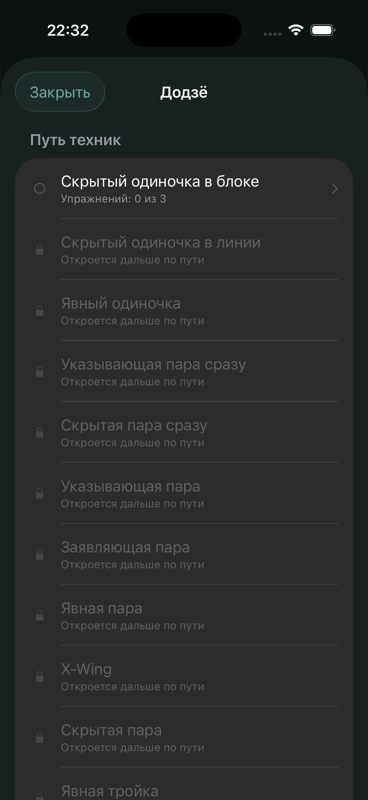 22:32
Закрыть
Додзё
Путь техник
Скрытый одиночка в блоке
Упражнений: 0 из 3
Скрытый одиночка в линии
Откроется дальше по пути
Явный одиночка
Откроется дальше по пути
Указывающая пара сразу
Откроется дальше по пути
Скрытая пара сразу
Откроется дальше по пути
Указывающая пара
Откроется дальше по пути
Заявляющая пара
Откроется дальше по пути
Явная пара
Откроется дальше по пути
X-Wing
Откроется дальше по пути
Скрытая пара
Откроется дальше по пути
Явная тройка